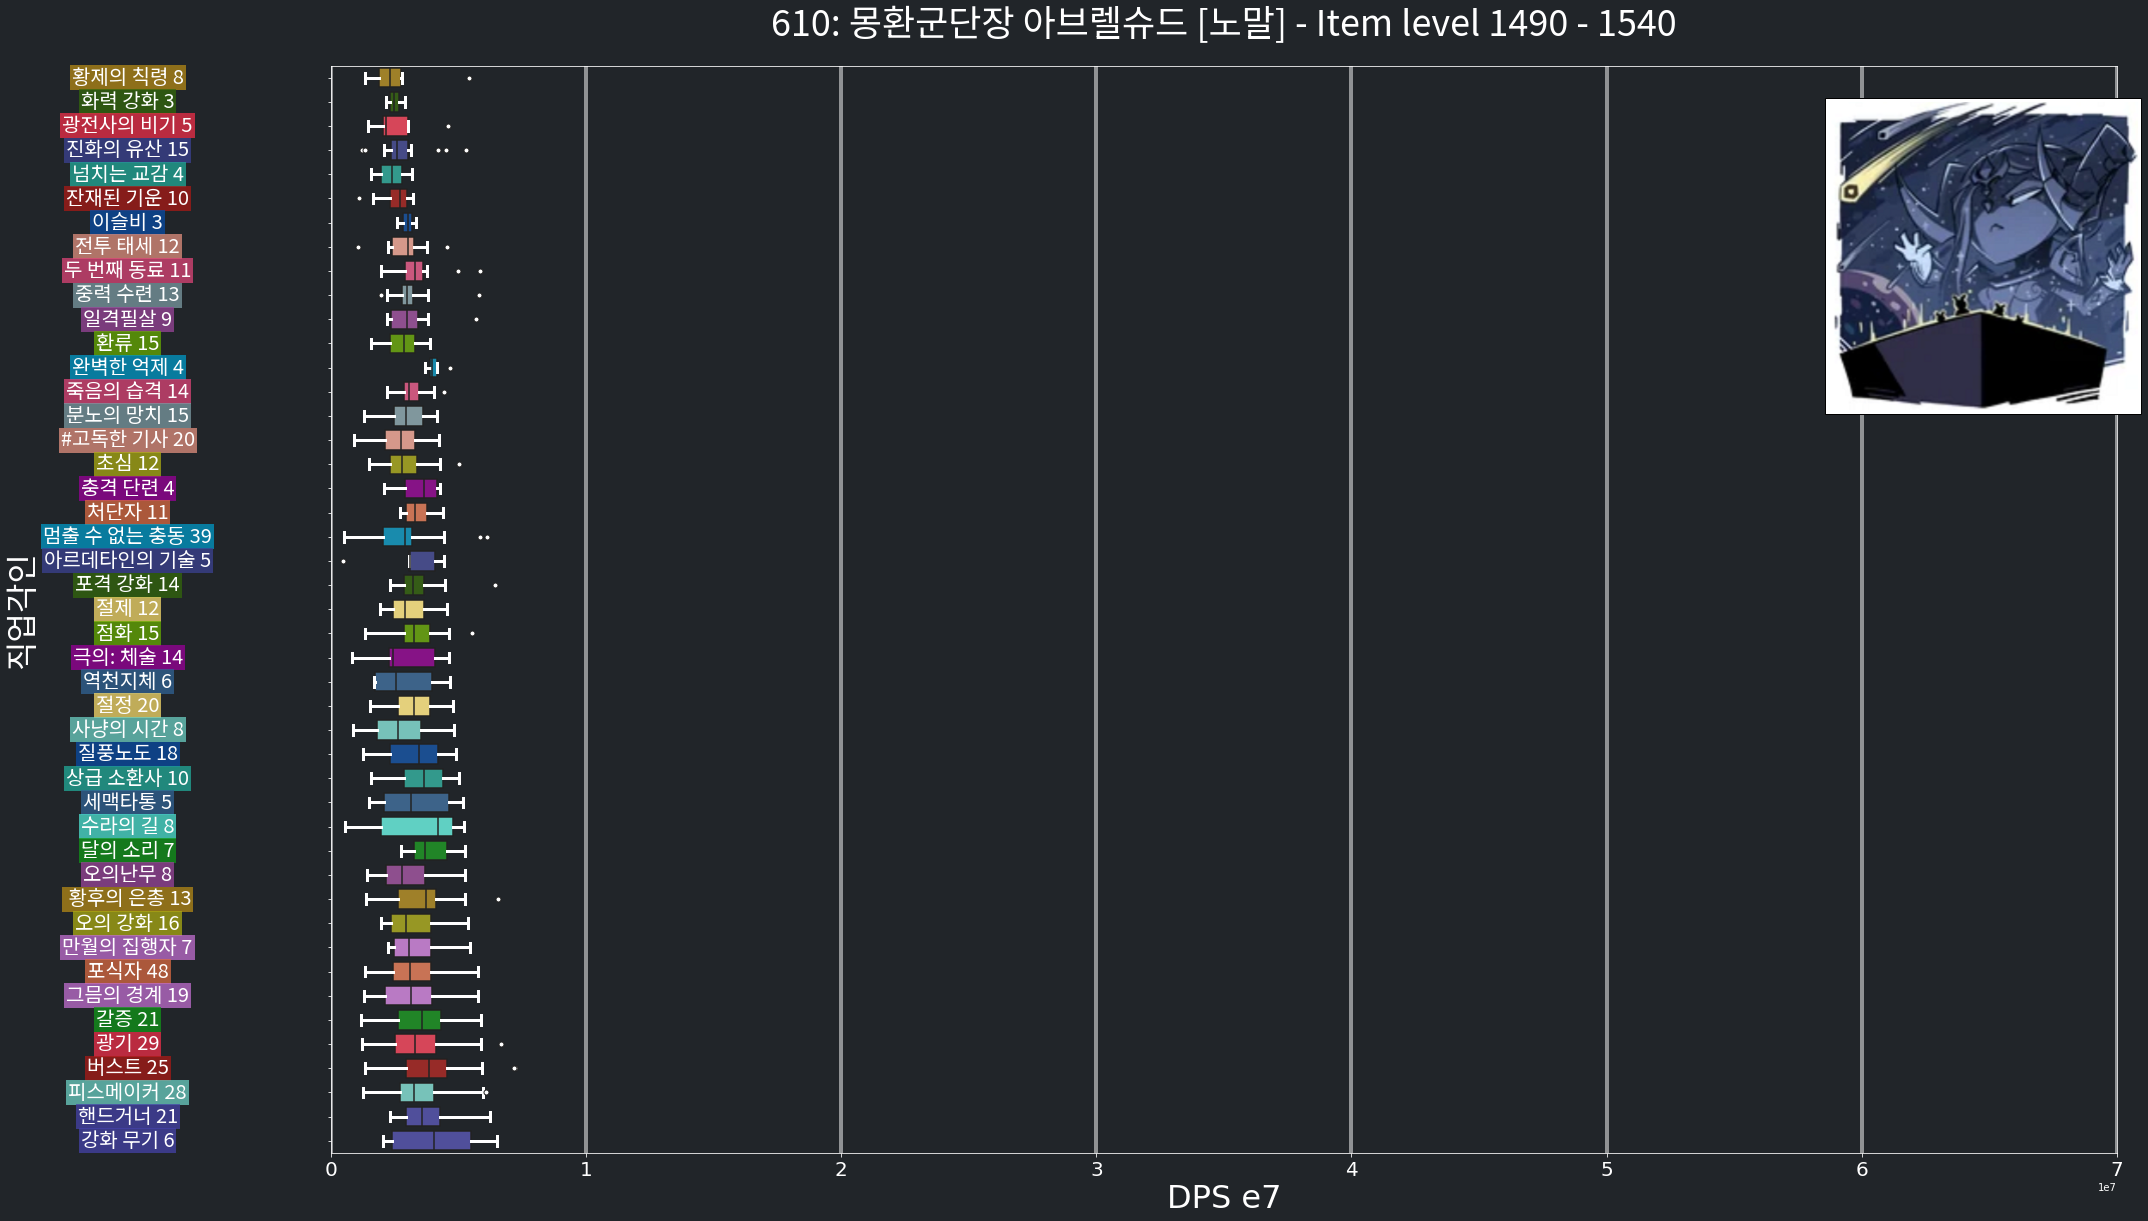 610: 몽환군단장 아브렐슈드 [노말] - Item level 1490 - 1540
황제의 칙령 8
화력 강화 3
광전사의 비기 5
진화의 유산 15
넘치는 교감 4
잔재된 기운 10
이슬비 3
전투 태세 12
두 번째 동료 11
중력 수련 13
일격필살 9
환류 15
완벽한 억제 4
죽음의 습격 14
분노의 망치 15
#고독한 기사 20
초심 12
충격 단련 4
처단자 11
멈출 수 없는 충동 39
아르데타인의 기술 5
포격 강화 14
절제 12
점화 15
극의: 체술 14
역천지체 6
절정 20
사냥의 시간 8
질풍노도 18
상급 소환사 10
세맥타통 5
수라의 길 8
달의 소리 7
오의난무 8
황후의 은총 13
오의 강화 16
만월의 집행자 7
포식자 48
그믐의 경계 19
갈증 21
광기 29
버스트 25
피스메이커 28
핸드거너 21
강화 무기 6
직업각인
0 1 2 3 4 5 6 7
1e7
DPS e7